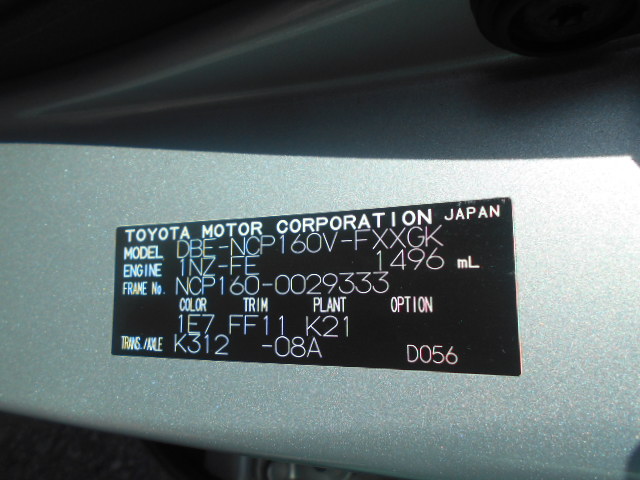 TOYOTA MOTOR CORPORATION JAPAN
MODEL DBE-NCP160V-FXXGK
ENGINE 1NZ-FE 1496 mL
FRAME No. NCP160-0029333
COLOR TRIM PLANT OPTION
1E7 FF11 K21
TRANS./AXLE K312 -08A D056